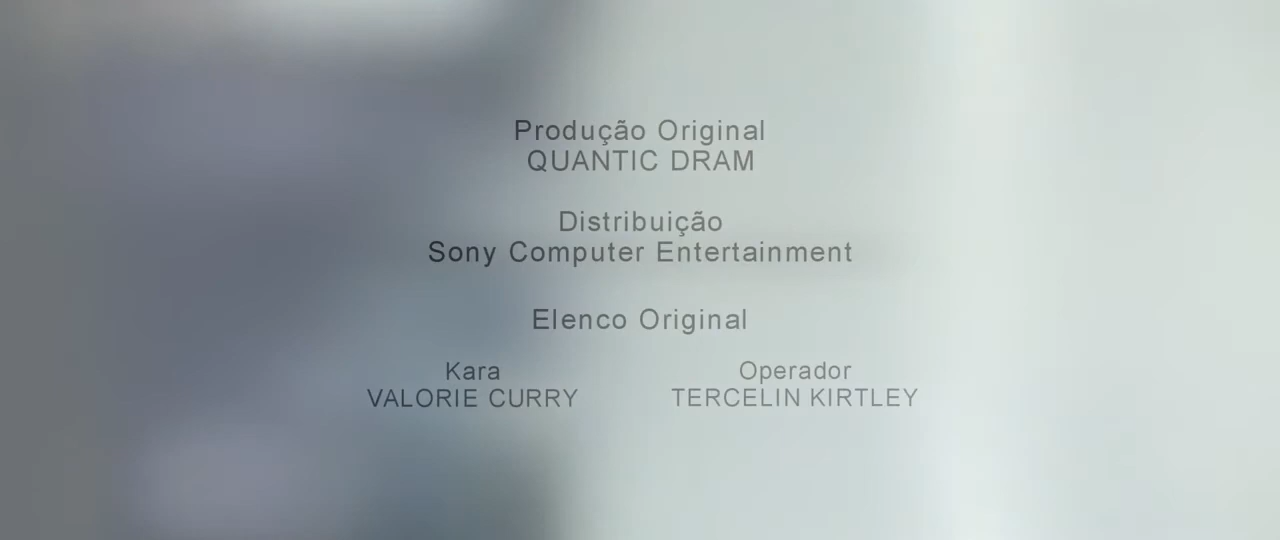 Produção Original
QUANTIC DRAM
Distribuição
Sony Computer Entertainment
Elenco Original
Kara
VALORIE CURRY
Operador
TERCELIN KIRTLEY